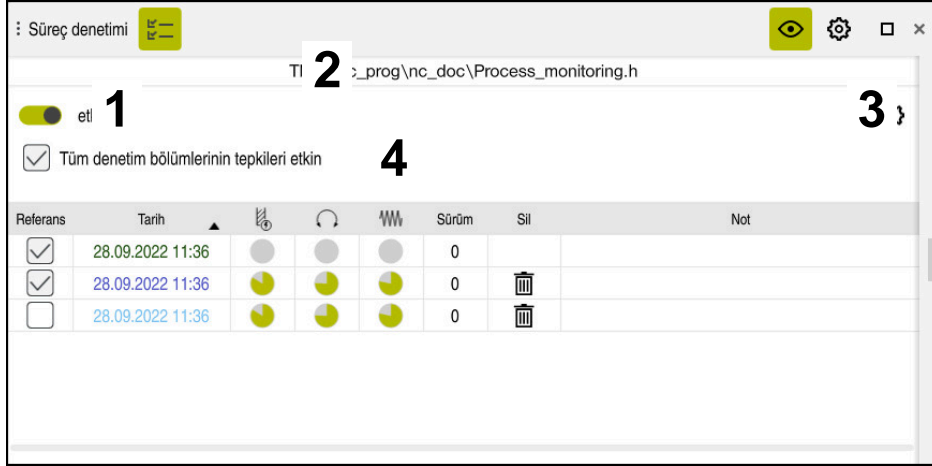 Süreç denetimi
2
c_prog\nc_doc\Process_monitoring.h
1
3
Tüm denetim bölümlerinin tepkileri etkin
4
Referans Tarih Sürüm Sil Not
28.09.2022 11:36 0
28.09.2022 11:36 0
28.09.2022 11:36 0